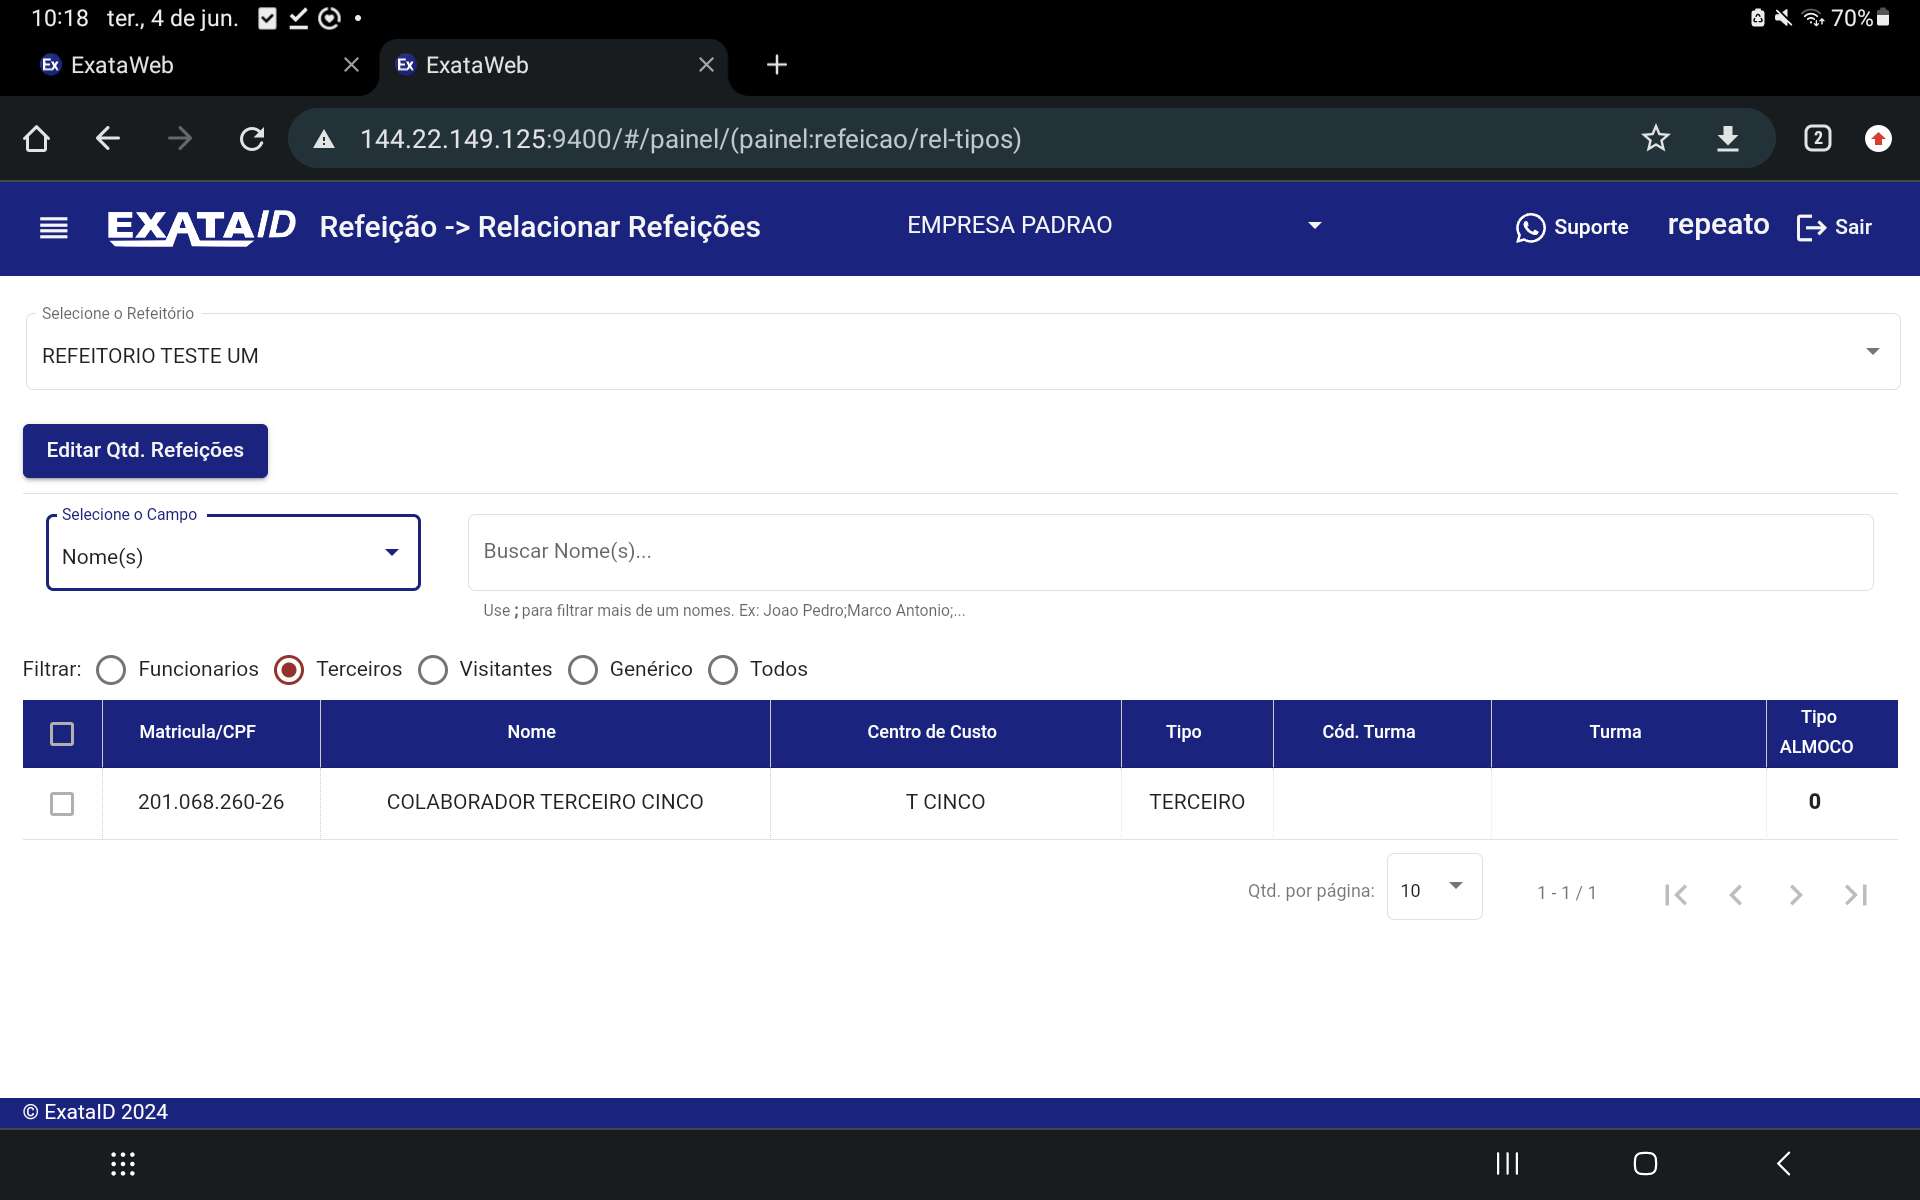 10:18 ter., 4 de jun. 70%
Ex ExataWeb Ex ExataWeb
144.22.149.125:9400/#/painel/(painel:refeicao/rel-tipos) 2
EXATAID Refeição -> Relacionar Refeições EMPRESA PADRAO Suporte repeato Sair
Selecione o Refeitório
REFEITORIO TESTE UM
Editar Qtd. Refeições
Selecione o Campo
Nome(s) Buscar Nome(s)...
Use ; para filtrar mais de um nomes. Ex: Joao Pedro;Marco Antonio;...
Filtrar: Funcionarios Terceiros Visitantes Genérico Todos
Matricula/CPF Nome Centro de Custo Tipo Cód. Turma Turma Tipo ALMOCO
201.068.260-26 COLABORADOR TERCEIRO CINCO T CINCO TERCEIRO 0
Qtd. por página: 10 1 - 1 / 1
© ExataID 2024